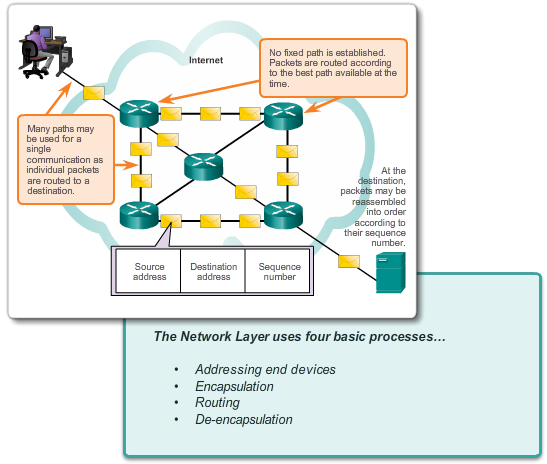 Internet
No fixed path is established.
Packets are routed according
to the best path available at the
time.
Many paths may
be used for a
single
communication as
individual packets
are routed to a
destination.
At the
destination,
packets may be
reassembled
into order
according to
their sequence
number.
Source
address
Destination
address
Sequence
number
The Network Layer uses four basic processes…
• Addressing end devices
• Encapsulation
• Routing
• De-encapsulation